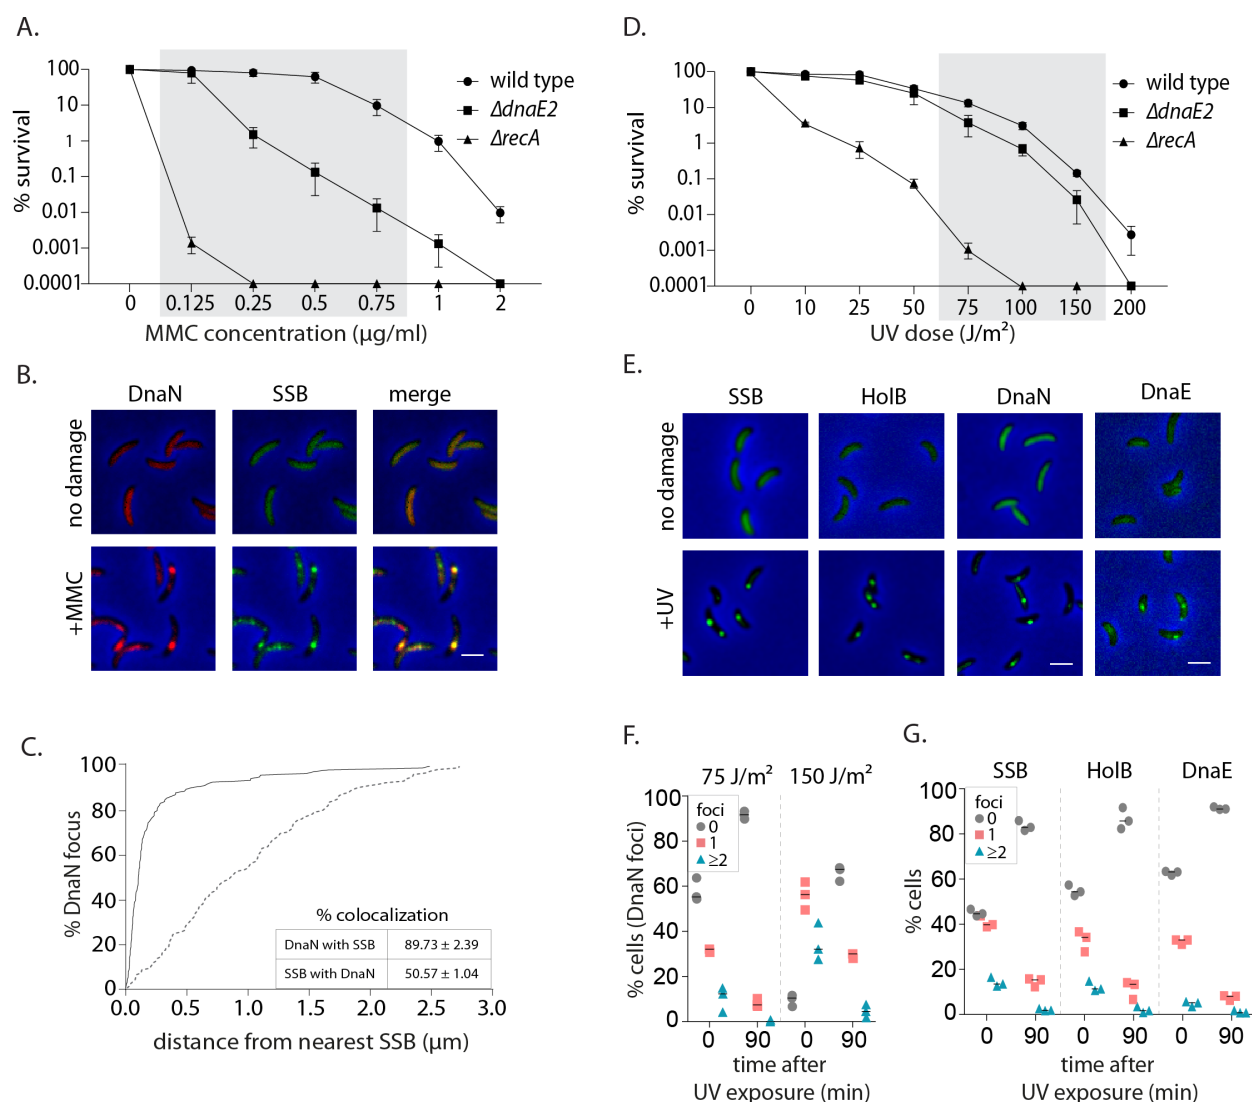 A.
100
10
1
0.1
0.01
0.001
0.0001
% survival
wild type
ΔdnaE2
ΔrecA
0 0.125 0.25 0.5 0.75 1 2
MMC concentration (µg/ml)
D.
100
10
1
0.1
0.01
0.001
0.0001
% survival
wild type
ΔdnaE2
ΔrecA
0 10 25 50 75 100 150 200
UV dose (J/m²)
B.
DnaN SSB merge
no damage
+MMC
E.
SSB HolB DnaN DnaE
no damage
+UV
C.
100
80
60
40
20
0
% DnaN focus
% colocalization
DnaN with SSB 89.73 ± 2.39
SSB with DnaN 50.57 ± 1.04
0.0 0.5 1.0 1.5 2.0 2.5 3.0
distance from nearest SSB (µm)
F.
75 J/m² 150 J/m²
100
80
60
40
20
0
% cells (DnaN foci)
foci
0
1
≥2
0 90 0 90
time after
UV exposure (min)
G.
SSB HolB DnaE
100
80
60
40
20
0
% cells
foci
0
1
≥2
0 90 0 90 0 90
time after
UV exposure (min)